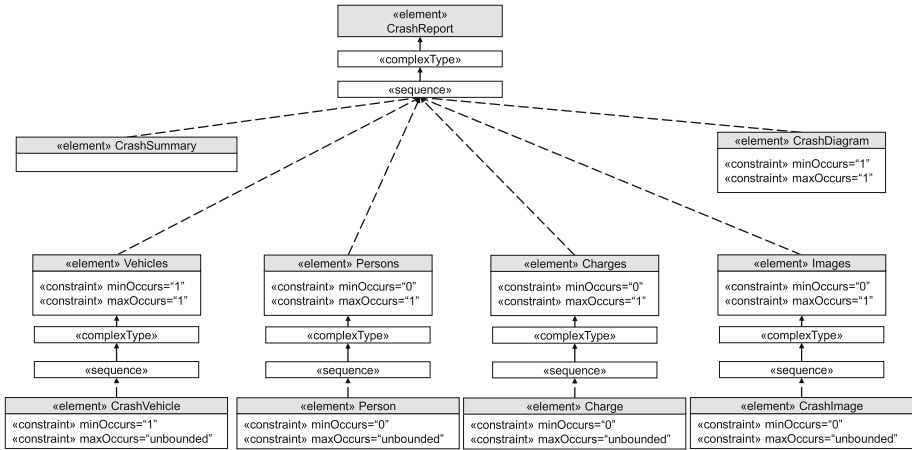 «element»
CrashReport
«complexType»
«sequence»
«element» CrashSummary
«element» CrashDiagram
«constraint» minOccurs=“1”
«constraint» maxOccurs=“1”
«element» Vehicles
«constraint» minOccurs=“1”
«constraint» maxOccurs=“1”
«complexType»
«sequence»
«element» CrashVehicle
«constraint» minOccurs=“1”
«constraint» maxOccurs=“unbounded”
«element» Persons
«constraint» minOccurs=“0”
«constraint» maxOccurs=“1”
«complexType»
«sequence»
«element» Person
«constraint» minOccurs=“0”
«constraint» maxOccurs=“unbounded”
«element» Charges
«constraint» minOccurs=“0”
«constraint» maxOccurs=“1”
«complexType»
«sequence»
«element» Charge
«constraint» minOccurs=“0”
«constraint» maxOccurs=“unbounded”
«element» Images
«constraint» minOccurs=“0”
«constraint» maxOccurs=“1”
«complexType»
«sequence»
«element» CrashImage
«constraint» minOccurs=“0”
«constraint» maxOccurs=“unbounded”